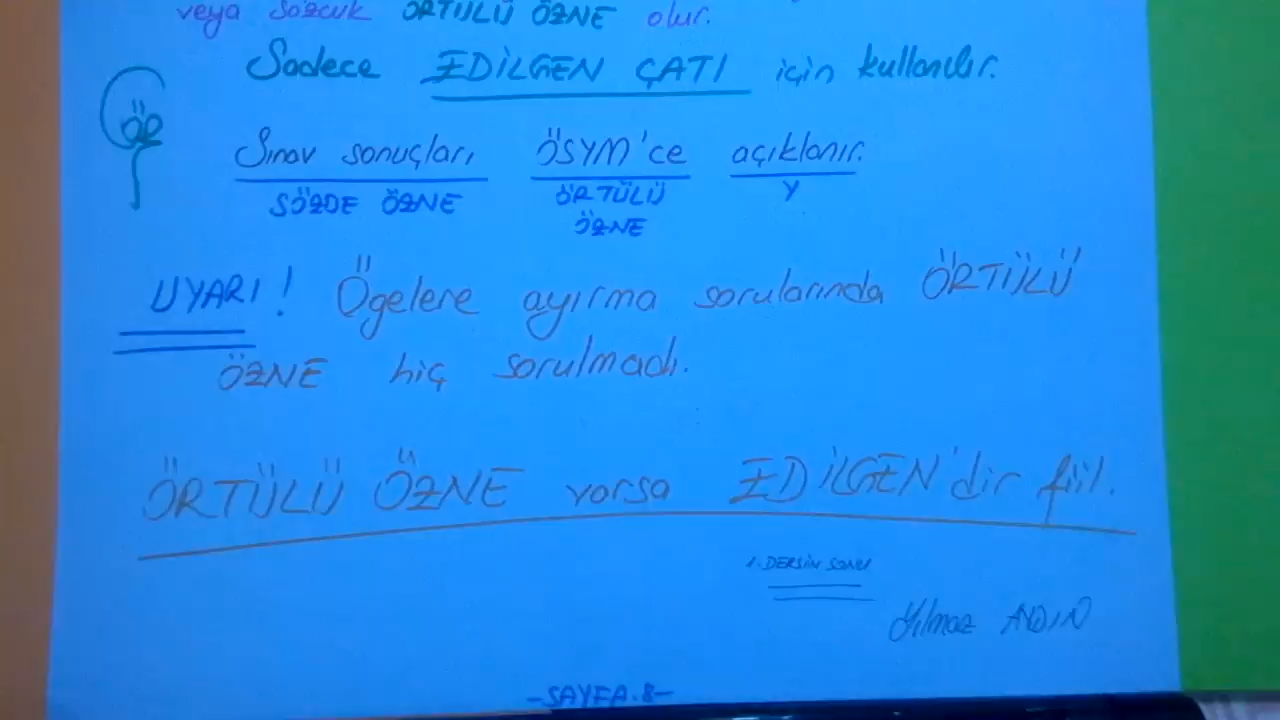 veya sözcük ÖRTÜLÜ ÖZNE olur.
Sadece EDİLGEN ÇATI için kullanılır.
ÖR
Sınav sonuçları ÖSYM'ce açıklanır.
SÖZDE ÖZNE ÖRTÜLÜ ÖZNE Y
UYARI! Ögelere ayırma sorularında ÖRTÜLÜ
ÖZNE hiç sorulmadı.
ÖRTÜLÜ ÖZNE varsa EDİLGEN'dir fiil.
1. DERSİN SONU
Yılmaz AYDIN
-SAYFA.8-